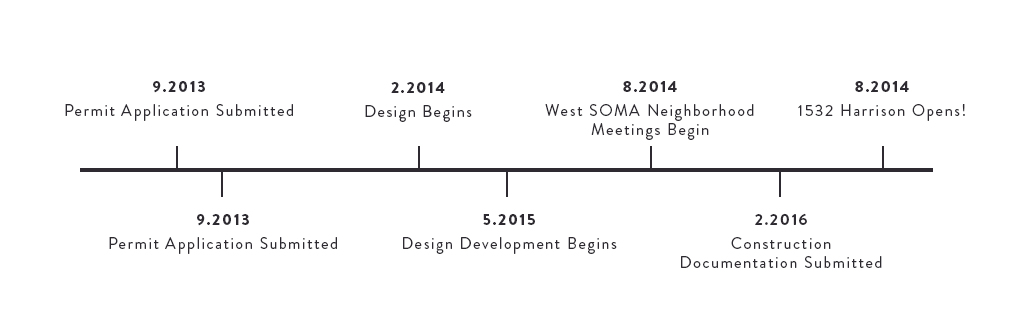 9.2013
Permit Application Submitted
2.2014
Design Begins
8.2014
West SOMA Neighborhood
Meetings Begin
8.2014
1532 Harrison Opens!
9.2013
Permit Application Submitted
5.2015
Design Development Begins
2.2016
Construction
Documentation Submitted